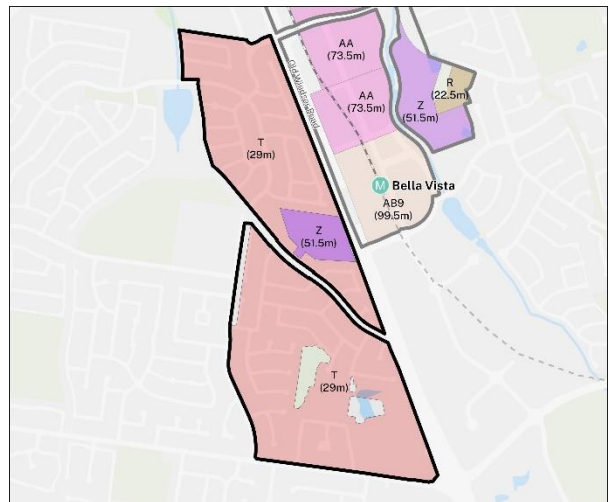 AA
(73.5m)
R
(22.5m)
Z
(51.5m)
AA
(73.5m)
Old Windsor Road
T
(29m)
M Bella Vista
AB9
(99.5m)
Z
(51.5m)
T
(29m)